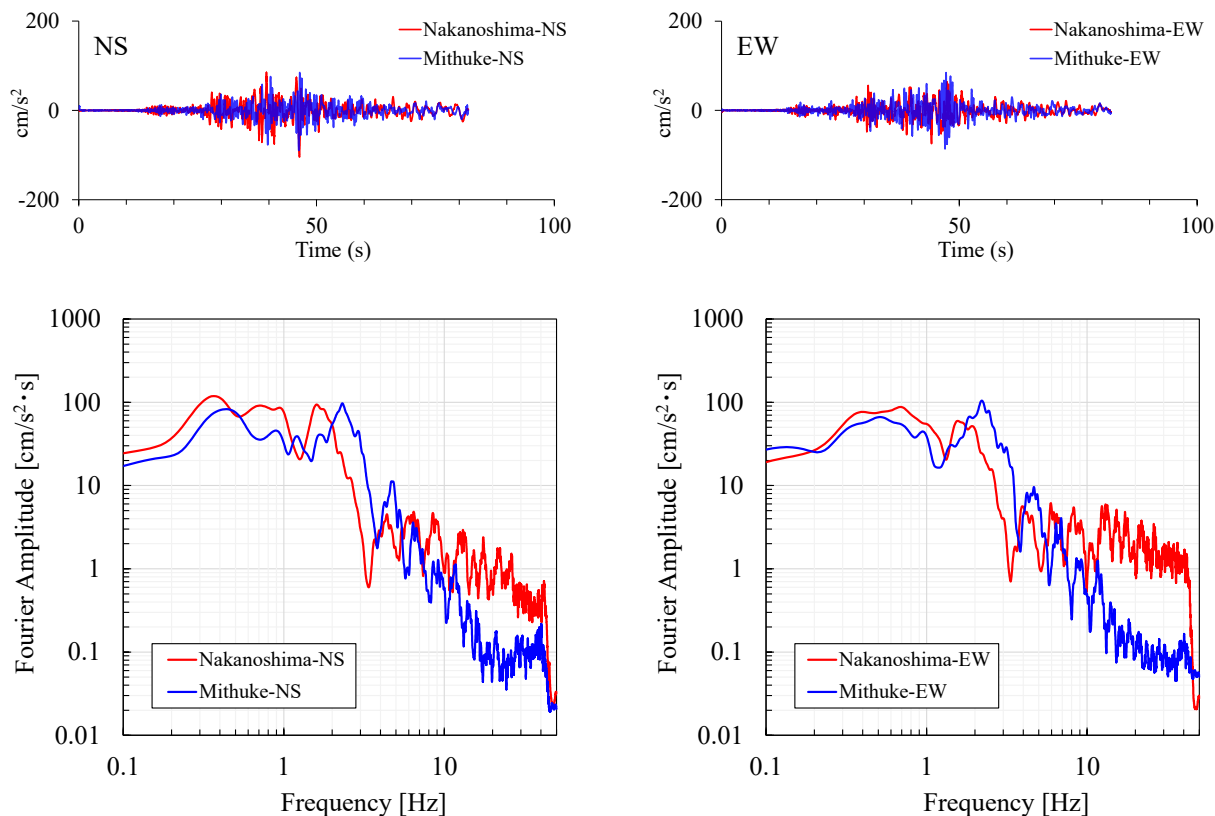 NS
Nakanoshima-NS
Mithuke-NS
200
0
-200
cm/s²
0
50
100
Time (s)
EW
Nakanoshima-EW
Mithuke-EW
200
0
-200
cm/s²
0
50
100
Time (s)
1000
100
10
1
0.1
0.01
Fourier Amplitude [cm/s²・s]
Nakanoshima-NS
Mithuke-NS
0.1
1
10
Frequency [Hz]
1000
100
10
1
0.1
0.01
Fourier Amplitude [cm/s²・s]
Nakanoshima-EW
Mithuke-EW
0.1
1
10
Frequency [Hz]